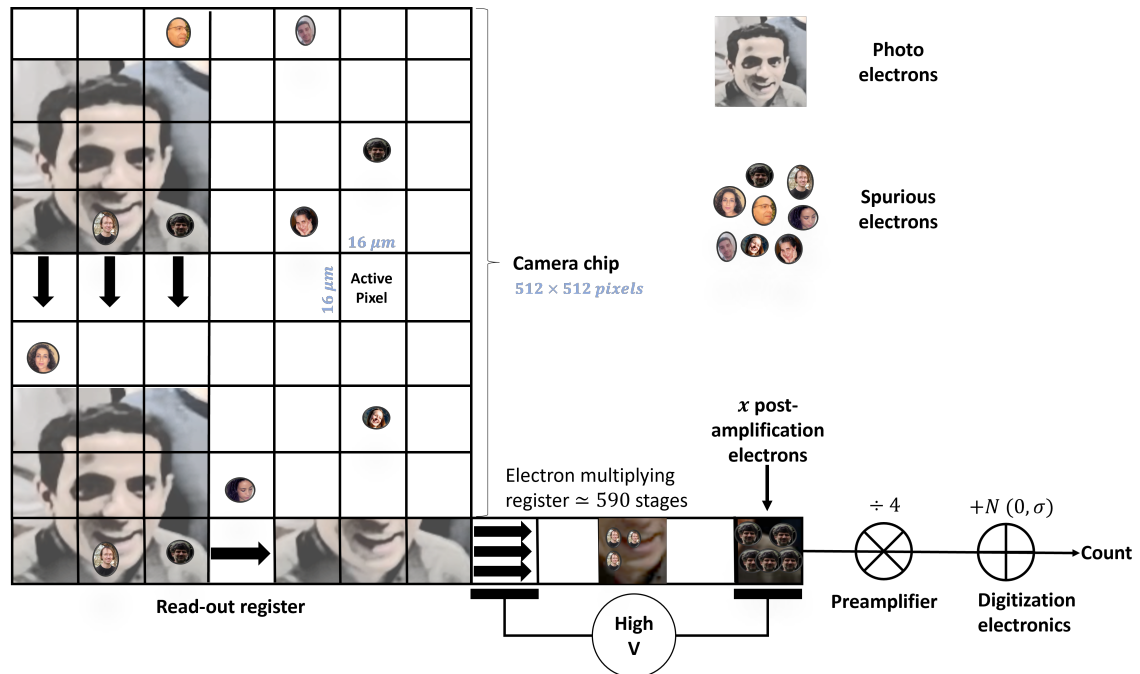 Photo
electrons
Spurious
electrons
16 μm
16 μm
Active
Pixel
Camera chip
512 × 512 pixels
x post-
amplification
electrons
Electron multiplying
register ≃ 590 stages
÷ 4
+N (0, σ)
Count
Read-out register
Preamplifier
Digitization
electronics
High
V